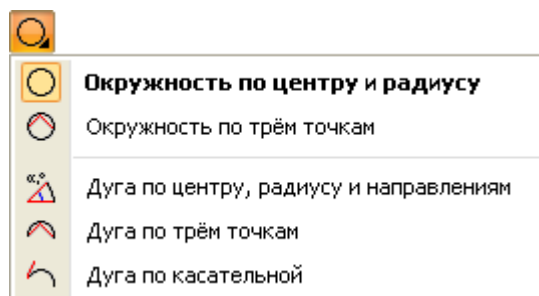 Окружность по центру и радиусу
Окружность по трём точкам
α,°
Дуга по центру, радиусу и направлениям
Дуга по трём точкам
Дуга по касательной